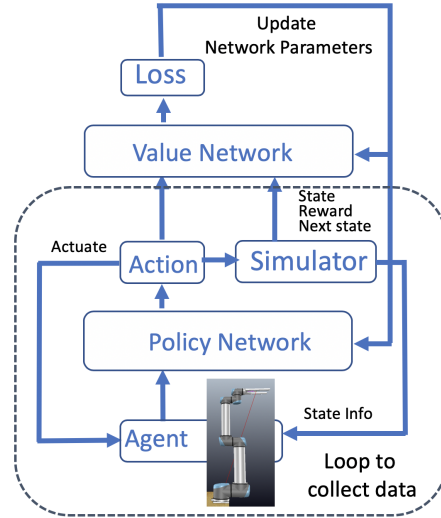 Update
Network Parameters
Loss
Value Network
State
Reward
Next state
Actuate
Action
Simulator
Policy Network
Agent
State Info
Loop to
collect data